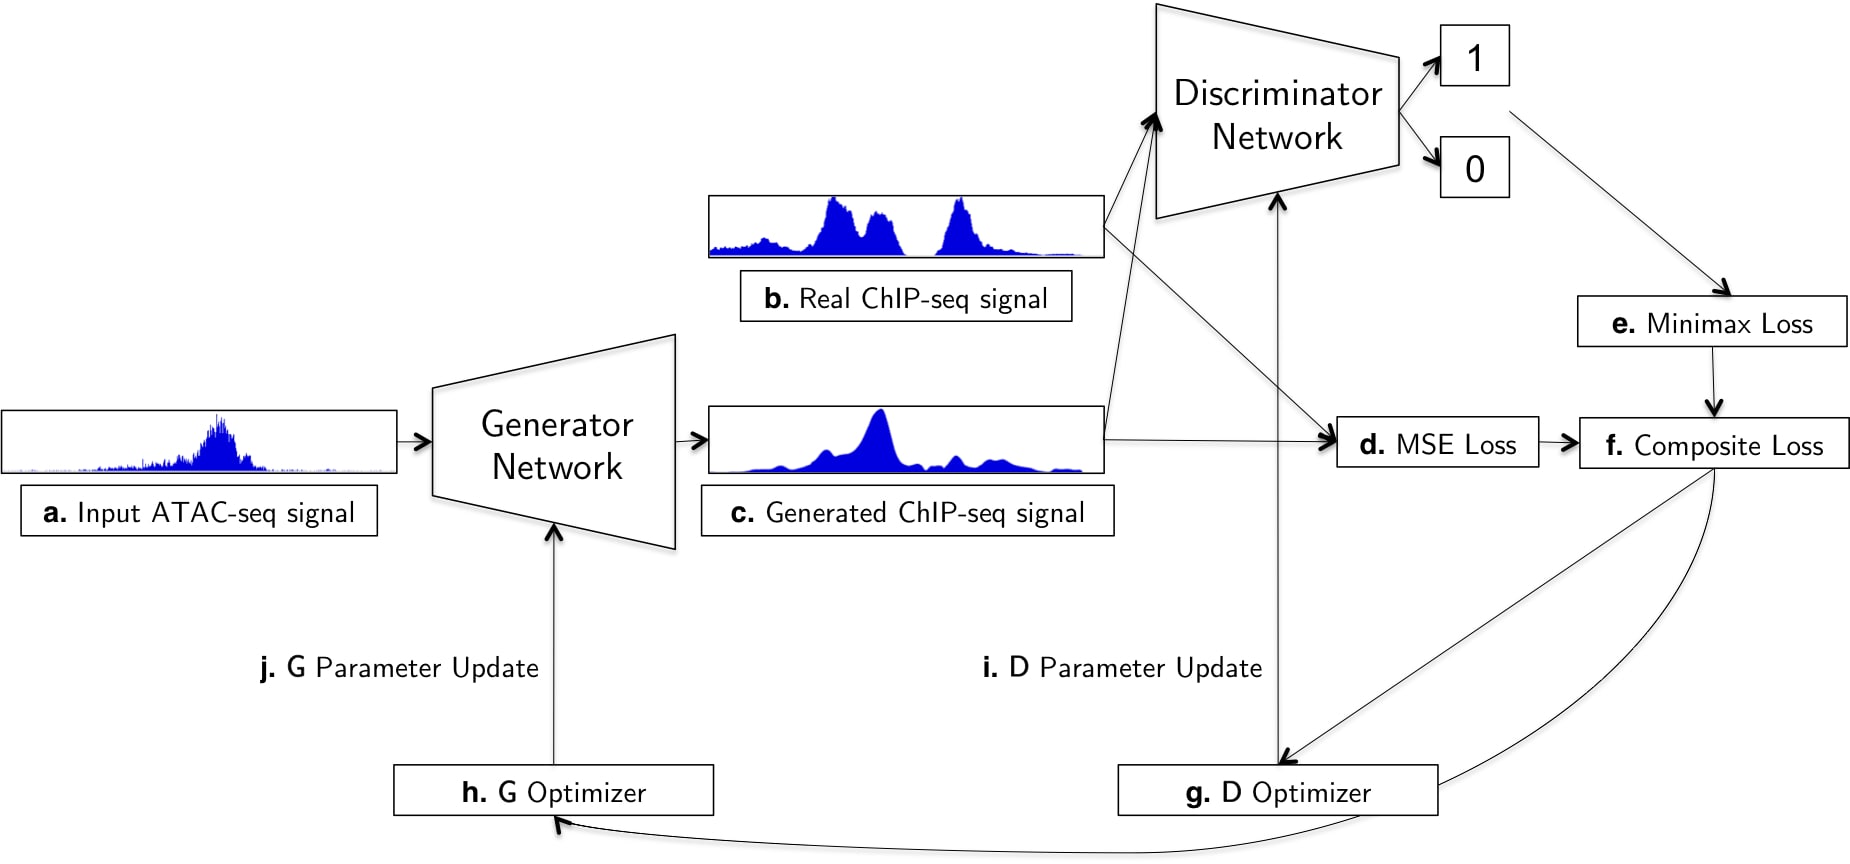 Discriminator
Network
1
0
b. Real ChIP-seq signal
e. Minimax Loss
Generator
Network
d. MSE Loss
f. Composite Loss
a. Input ATAC-seq signal
c. Generated ChIP-seq signal
j. G Parameter Update
i. D Parameter Update
h. G Optimizer
g. D Optimizer